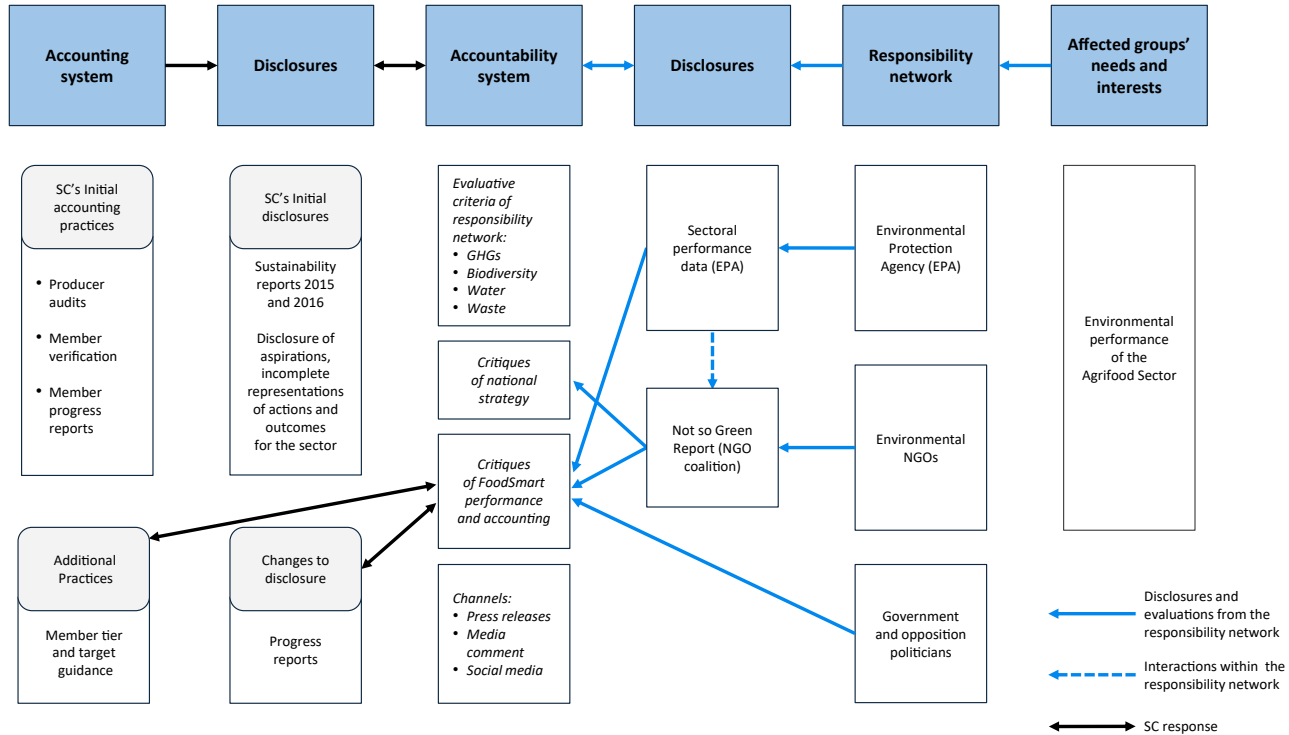 Accounting
system
Disclosures
Accountability
system
Disclosures
Responsibility
network
Affected groups'
needs and
interests
SC's Initial
accounting
practices
• Producer
audits
• Member
verification
• Member
progress
reports
Additional
Practices
Member tier
and target
guidance
SC's Initial
disclosures
Sustainability
reports 2015
and 2016
Disclosure of
aspirations,
incomplete
representations
of actions and
outcomes
for the sector
Changes to
disclosure
Progress
reports
Evaluative
criteria of
responsibility
network:
• GHGs
• Biodiversity
• Water
• Waste
Critiques
of national
strategy
Critiques
of FoodSmart
performance
and accounting
Channels:
• Press releases
• Media
comment
• Social media
Sectoral
performance
data (EPA)
Not so Green
Report (NGO
coalition)
Environmental
Protection
Agency (EPA)
Environmental
NGOs
Government
and opposition
politicians
Environmental
performance
of the
Agrifood Sector
Disclosures and
evaluations from the
responsibility network
Interactions within the
responsibility network
SC response